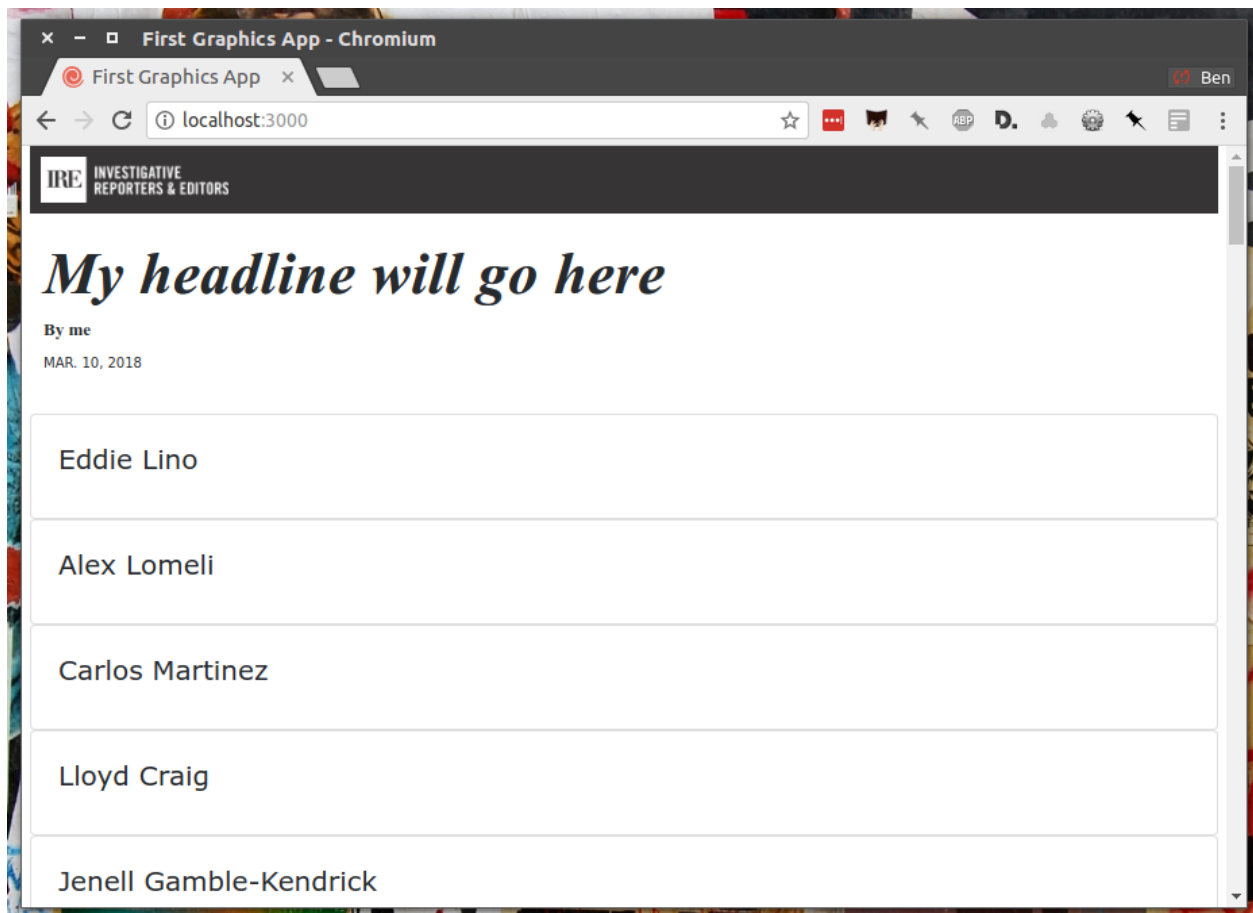 First Graphics App - Chromium
First Graphics App
Ben
localhost:3000
ABP
D.
IRE INVESTIGATIVE
REPORTERS & EDITORS
My headline will go here
By me
MAR. 10, 2018
Eddie Lino
Alex Lomeli
Carlos Martinez
Lloyd Craig
Jenell Gamble-Kendrick